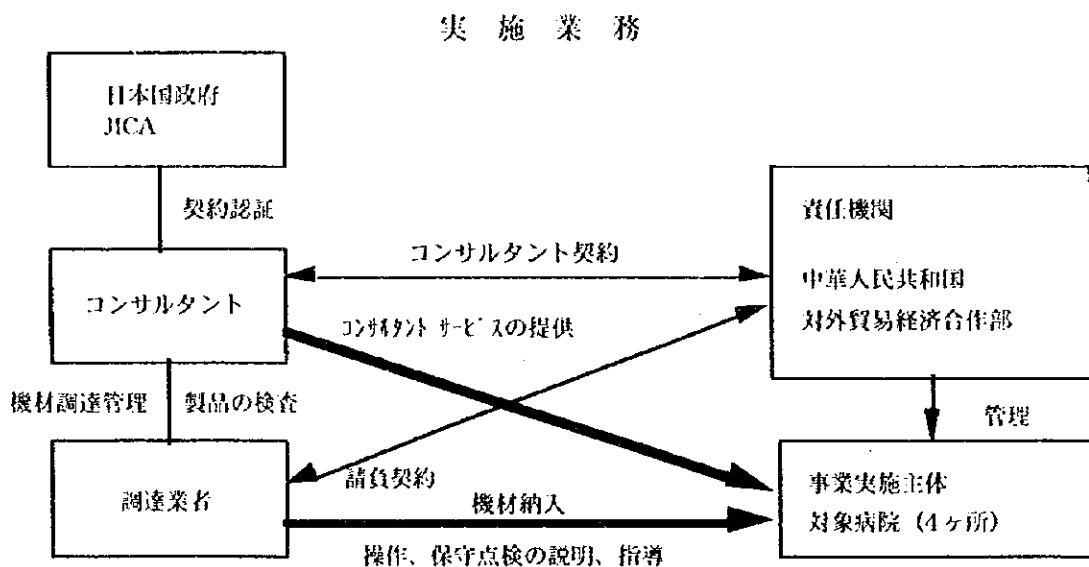 実施業務
日本国政府
JICA
契約認証
責任機関
コンサルタント契約
中華人民共和国
対外貿易経済合作部
コンサルタント
コンサルタント サービスの提供
機材調達管理
製品の検査
管理
請負契約
事業実施主体
対象病院（4ヶ所）
調達業者
機材納入
操作、保守点検の説明、指導